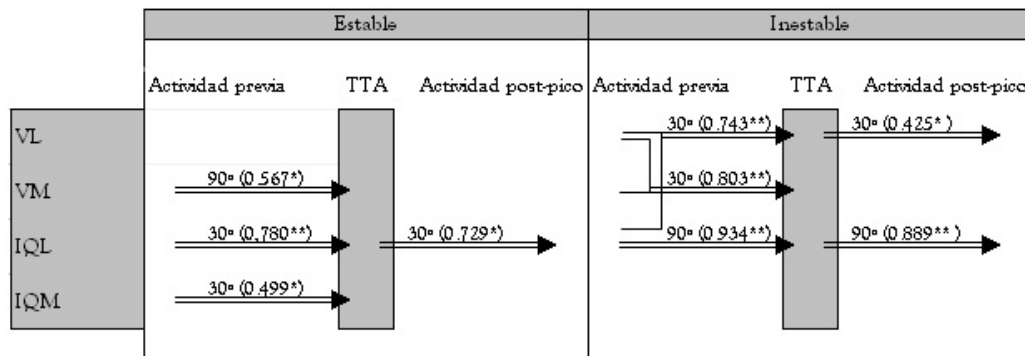 Estable Inestable
Actividad previa TTA Actividad post-pico Actividad previa TTA Actividad post-pico
VL 30º (0.743**) 30º (0.425*)
VM 90º (0.567*) 30º (0.803**)
IQL 30º (0,780**) 30º (0.729*) 90º (0.934**) 90º (0.889**)
IQM 30º (0.499*)